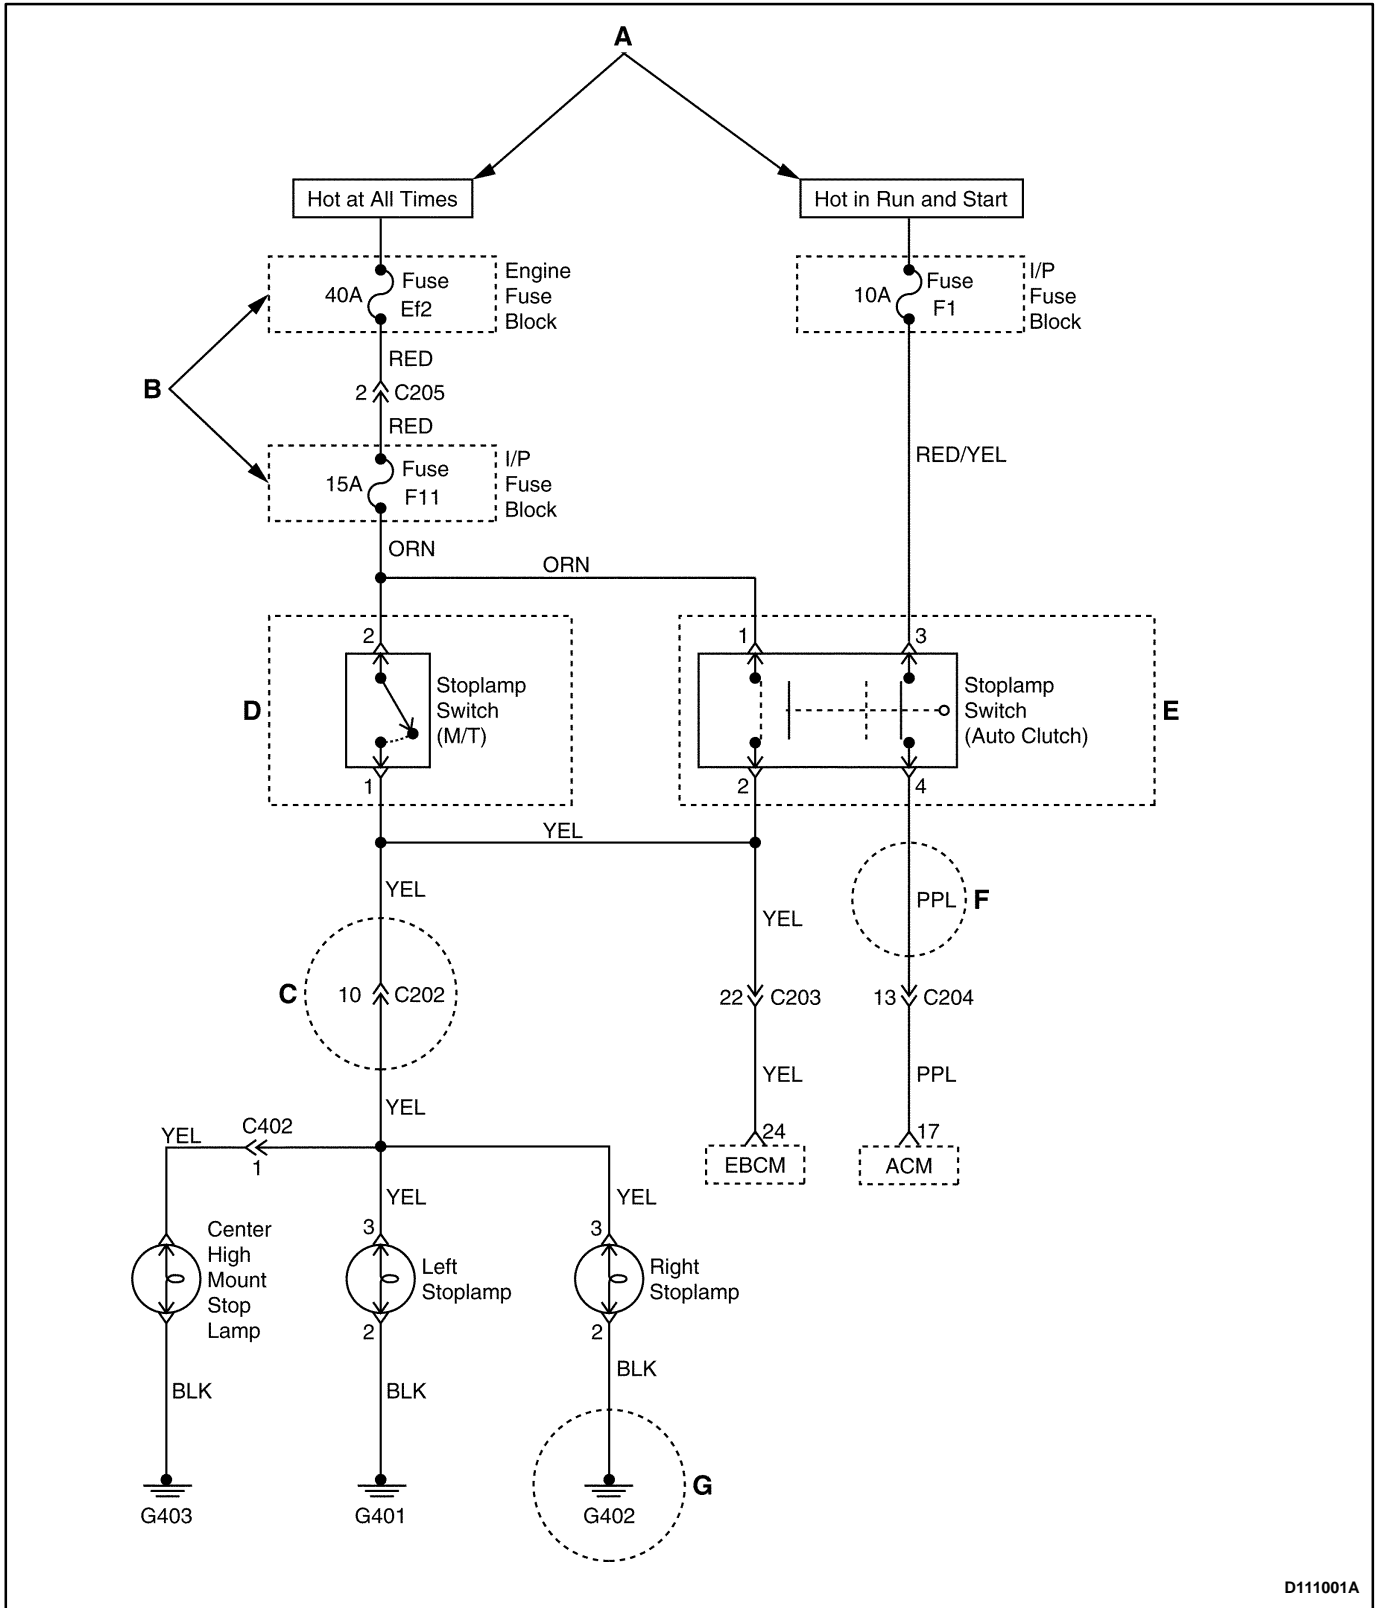 A
Hot at All Times
Hot in Run and Start
40A
Fuse
Ef2
Engine
Fuse
Block
10A
Fuse
F1
I/P
Fuse
Block
RED
B
2
C205
RED
15A
Fuse
F11
I/P
Fuse
Block
RED/YEL
ORN
ORN
2
1
3
D
Stoplamp
Switch
(M/T)
Stoplamp
Switch
(Auto Clutch)
E
1
2
4
YEL
YEL
YEL
PPL
F
C
10
C202
22
C203
13
C204
YEL
PPL
YEL
24
17
EBCM
ACM
YEL
C402
1
YEL
YEL
Center
High
Mount
Stop
Lamp
3
Left
Stoplamp
2
3
Right
Stoplamp
2
BLK
BLK
BLK
G
G403
G401
G402
D111001A